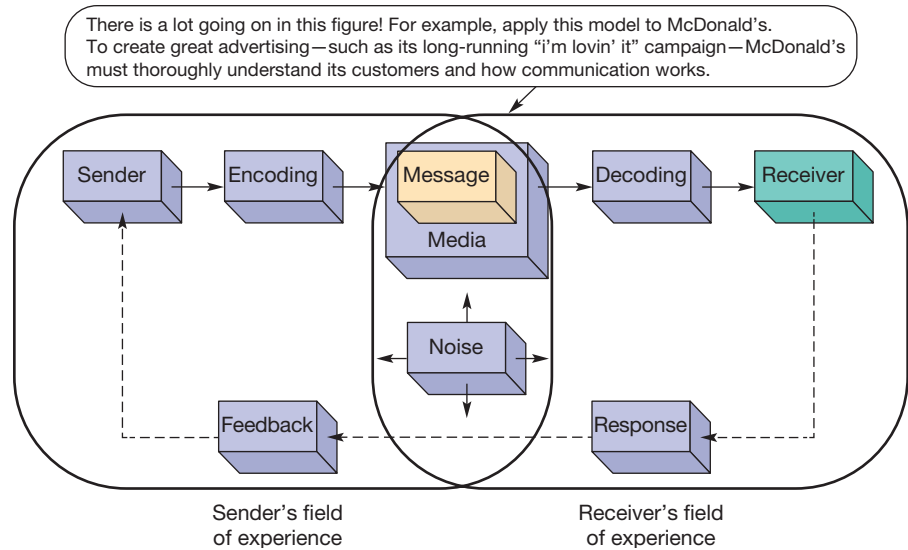 There is a lot going on in this figure! For example, apply this model to McDonald's.
To create great advertising—such as its long-running “i'm lovin' it” campaign—McDonald's
must thoroughly understand its customers and how communication works.
Sender
Encoding
Message
Media
Decoding
Receiver
Noise
Feedback
Response
Sender's field
of experience
Receiver's field
of experience